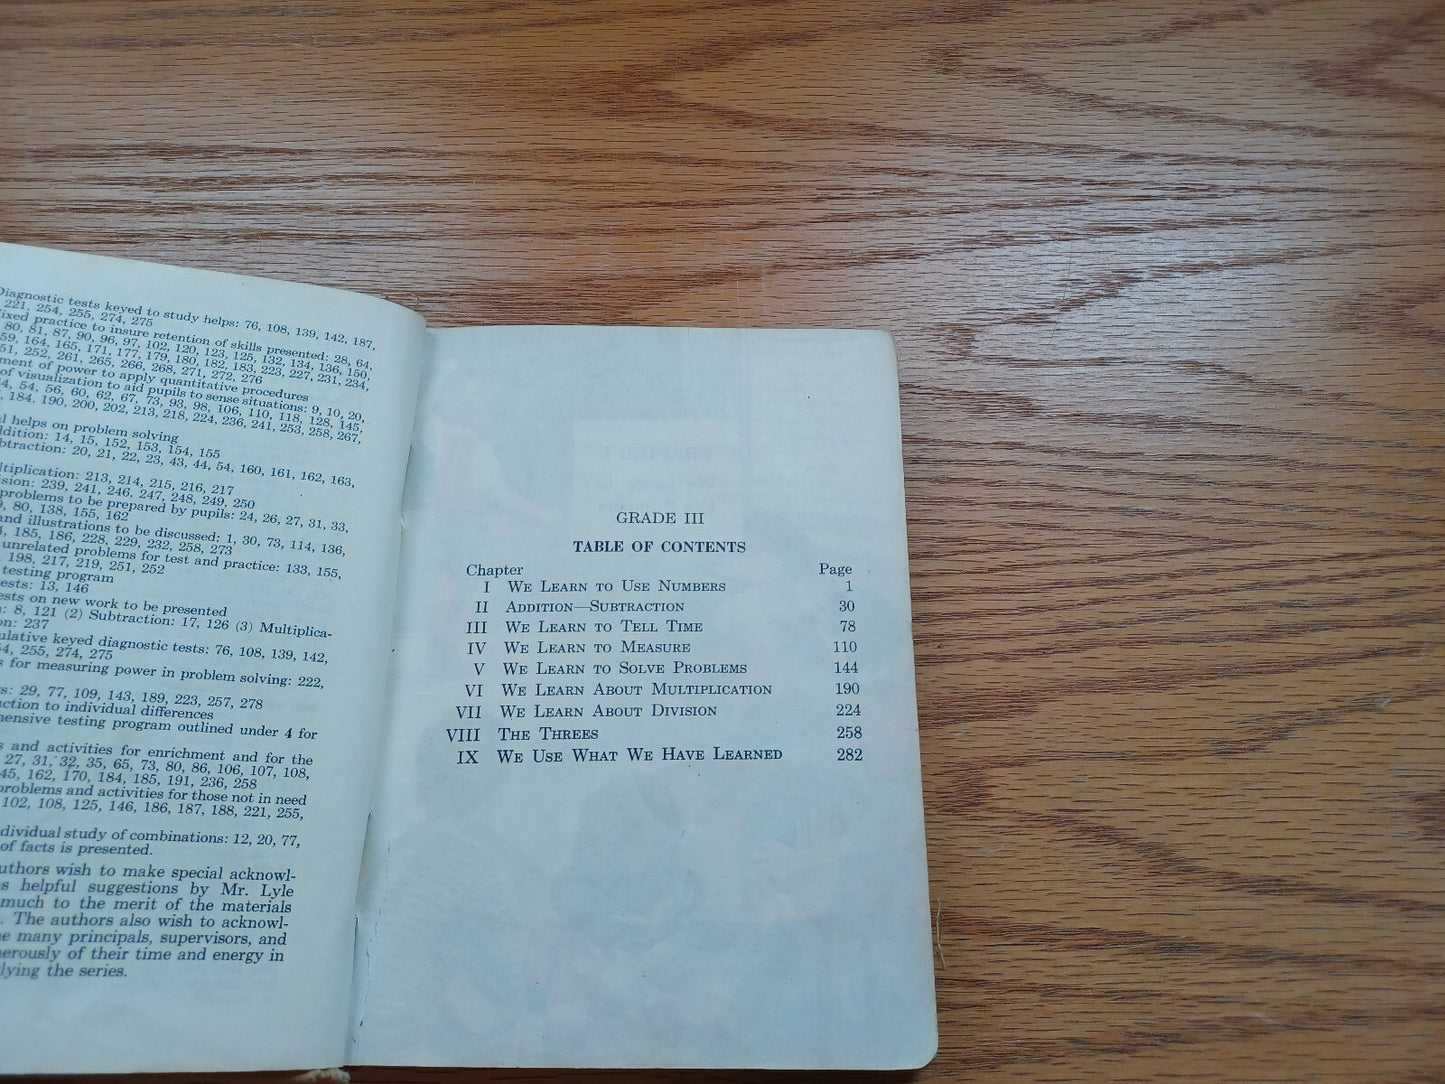 Diagnostic tests keyed to study helps: 76, 108, 139, 142, 187,
221, 254, 255, 274, 275
ixed practice to insure retention of skills presented: 28, 64,
80, 81, 87, 90, 96, 97, 102, 120, 123, 125, 132, 134, 136, 150,
59, 164, 165, 171, 177, 179, 180, 182, 183, 223, 227, 231, 234,
51, 252, 261, 265, 266, 268, 271, 272, 276
ment of power to apply quantitative procedures
of visualization to aid pupils to sense situations: 9, 10, 20,
4, 54, 56, 60, 62, 67, 73, 93, 98, 106, 110, 118, 128, 145,
, 184, 190, 200, 202, 213, 218, 224, 236, 241, 253, 258, 267,
al helps on problem solving
ddition: 14, 15, 152, 153, 154, 155
btraction: 20, 21, 22, 23, 43, 44, 54, 160, 161, 162, 163,
ltiplication: 213, 214, 215, 216, 217
ision: 239, 241, 246, 247, 248, 249, 250
problems to be prepared by pupils: 24, 26, 27, 31, 33,
, 80, 138, 155, 162
and illustrations to be discussed: 1, 30, 73, 114, 136,
, 185, 186, 228, 229, 232, 258, 273
unrelated problems for test and practice: 133, 155,
, 198, 217, 219, 251, 252
testing program
ests: 13, 146
ests on new work to be presented
n: 8, 121 (2) Subtraction: 17, 126 (3) Multiplica-
on: 237
ulative keyed diagnostic tests: 76, 108, 139, 142,
4, 255, 274, 275
s for measuring power in problem solving: 222,
s: 29, 77, 109, 143, 189, 223, 257, 278
uction to individual differences
ehensive testing program outlined under 4 for
s and activities for enrichment and for the
27, 31, 32, 35, 65, 73, 80, 86, 106, 107, 108,
45, 162, 170, 184, 185, 191, 236, 258
problems and activities for those not in need
102, 108, 125, 146, 186, 187, 188, 221, 255,
dividual study of combinations: 12, 20, 77,
of facts is presented.
uthors wish to make special acknowl-
s helpful suggestions by Mr. Lyle
much to the merit of the materials
. The authors also wish to acknowl-
e many principals, supervisors, and
nerously of their time and energy in
lying the series.
GRADE III
TABLE OF CONTENTS
Chapter Page
I We Learn to Use Numbers 1
II Addition—Subtraction 30
III We Learn to Tell Time 78
IV We Learn to Measure 110
V We Learn to Solve Problems 144
VI We Learn About Multiplication 190
VII We Learn About Division 224
VIII The Threes 258
IX We Use What We Have Learned 282